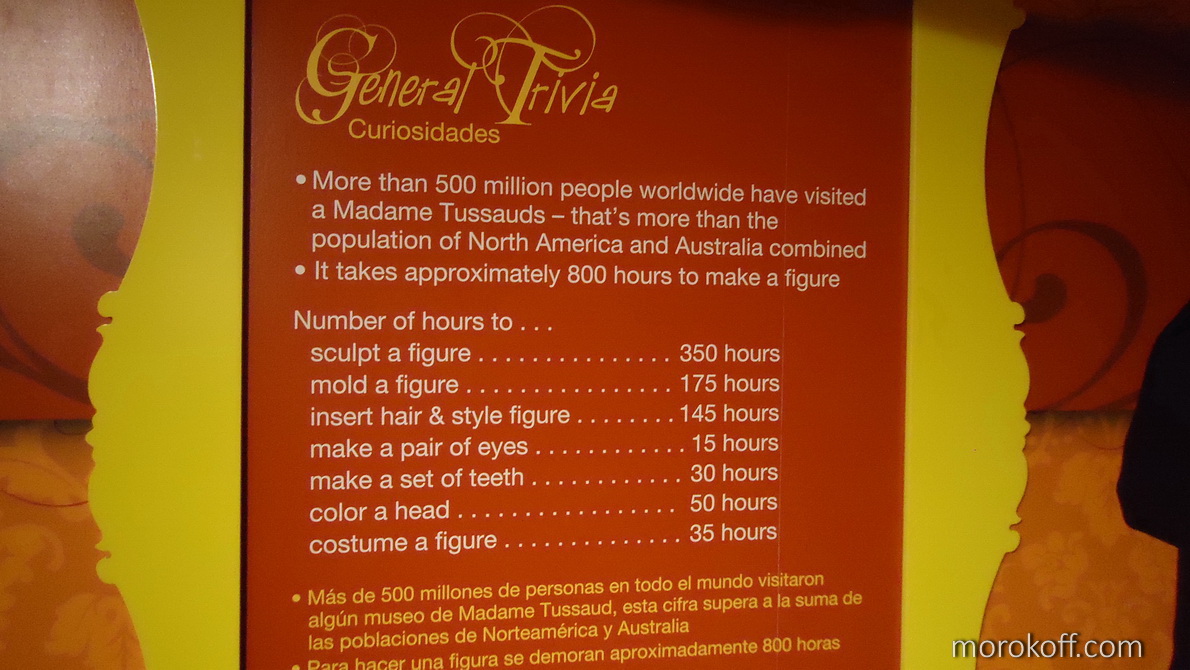 General Trivia
Curiosidades
• More than 500 million people worldwide have visited
a Madame Tussauds – that's more than the
population of North America and Australia combined
• It takes approximately 800 hours to make a figure
Number of hours to . . .
sculpt a figure . . . . . . . . . . . . . . . 350 hours
mold a figure . . . . . . . . . . . . . . . . 175 hours
insert hair & style figure . . . . . . . . 145 hours
make a pair of eyes . . . . . . . . . . . . 15 hours
make a set of teeth . . . . . . . . . . . . 30 hours
color a head . . . . . . . . . . . . . . . . . 50 hours
costume a figure . . . . . . . . . . . . . . 35 hours
• Más de 500 millones de personas en todo el mundo visitaron
algún museo de Madame Tussaud, esta cifra supera a la suma de
las poblaciones de Norteamérica y Australia
• Para hacer una figura se demoran aproximadamente 800 horas
morokoff.com